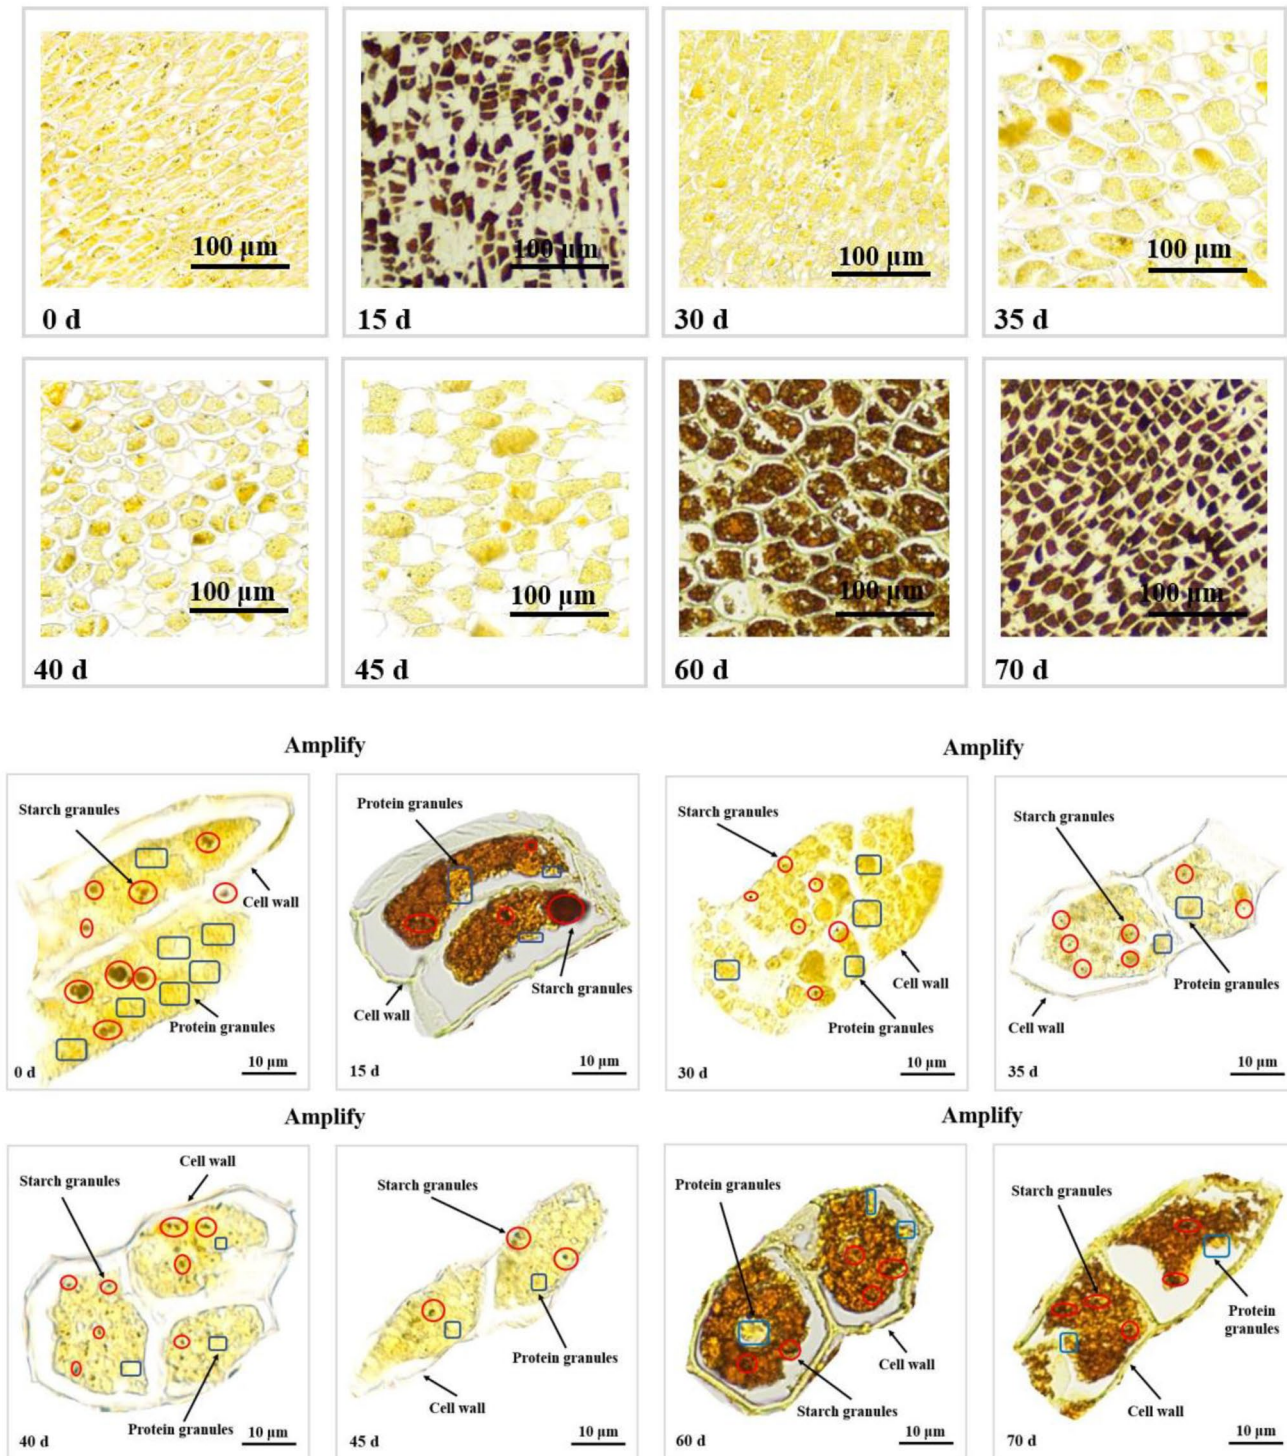 100 µm
100 µm
100 µm
100 µm
0 d
15 d
30 d
35 d
100 µm
100 µm
100 µm
100 µm
40 d
45 d
60 d
70 d
Amplify
Amplify
Starch granules
Cell wall
Protein granules
0 d
10 µm
Protein granules
Starch granules
Cell wall
15 d
10 µm
Starch granules
Cell wall
Protein granules
30 d
10 µm
Starch granules
Protein granules
Cell wall
35 d
10 µm
Amplify
Amplify
Cell wall
Starch granules
Protein granules
40 d
10 µm
Starch granules
Protein granules
Cell wall
45 d
10 µm
Protein granules
Cell wall
Starch granules
60 d
10 µm
Starch granules
Protein
granules
Cell wall
70 d
10 µm